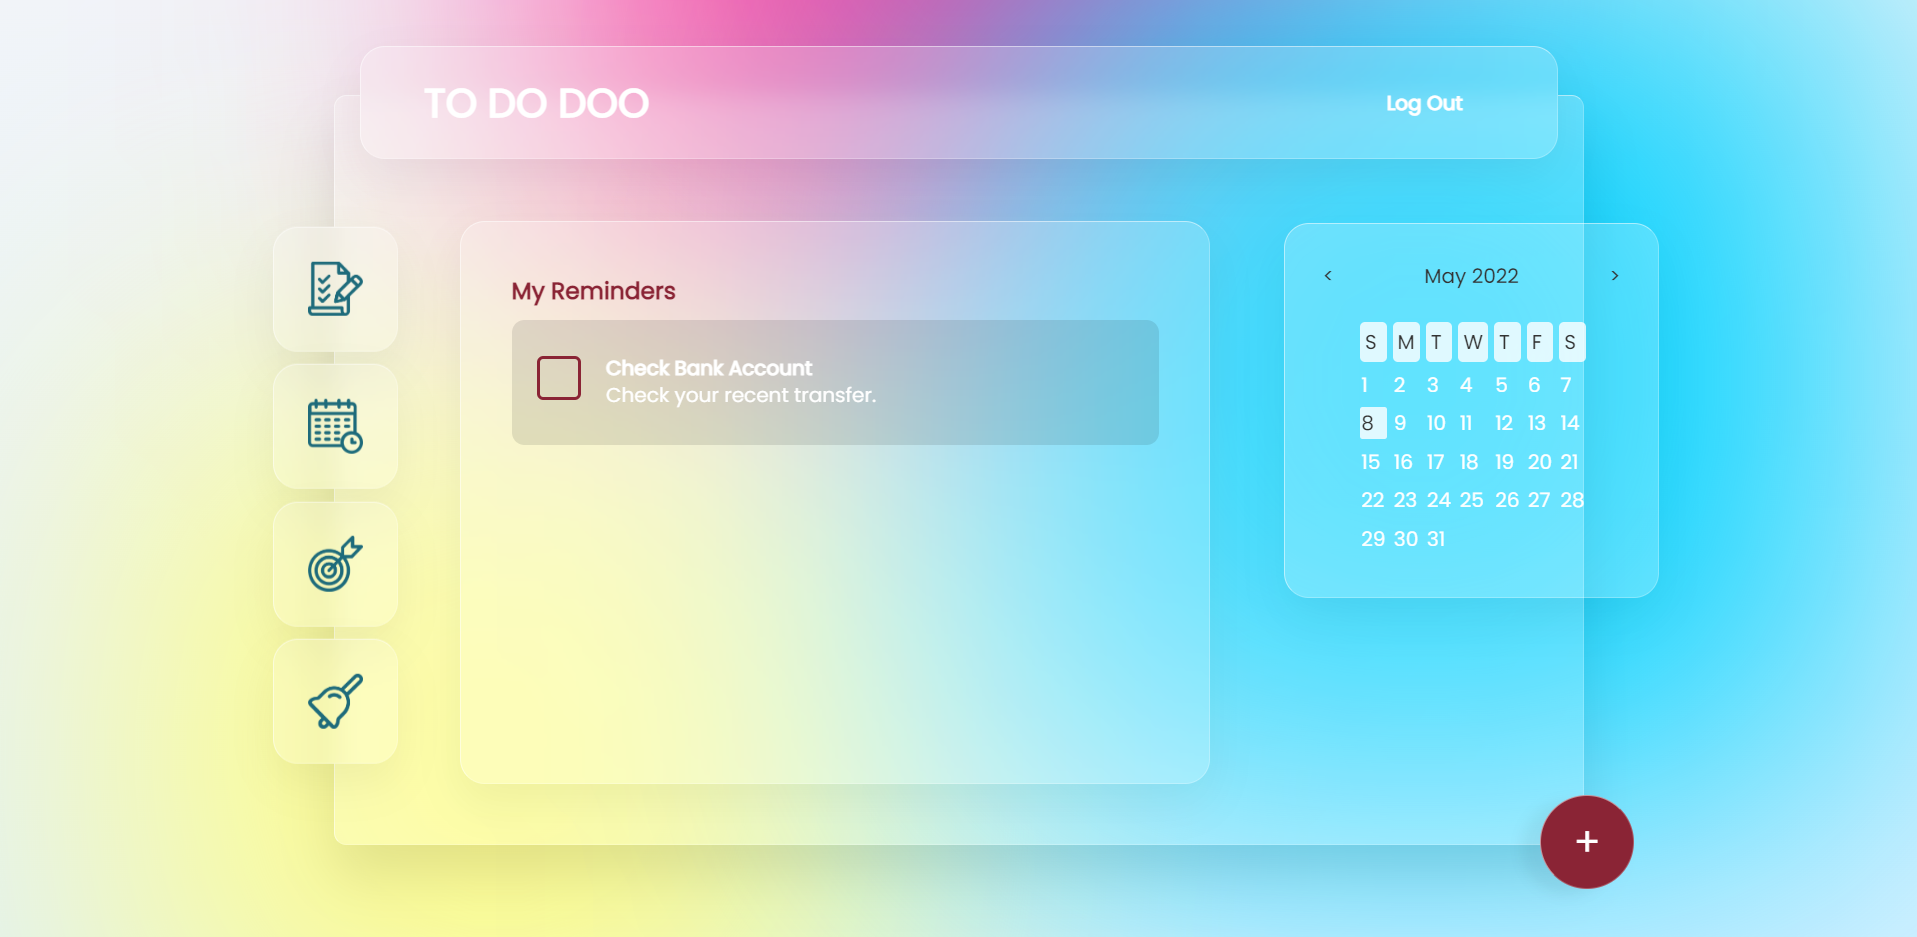 TO DO DOO
Log Out
My Reminders
Check Bank Account
Check your recent transfer.
< May 2022 >
S M T W T F S
1 2 3 4 5 6 7
8 9 10 11 12 13 14
15 16 17 18 19 20 21
22 23 24 25 26 27 28
29 30 31
+